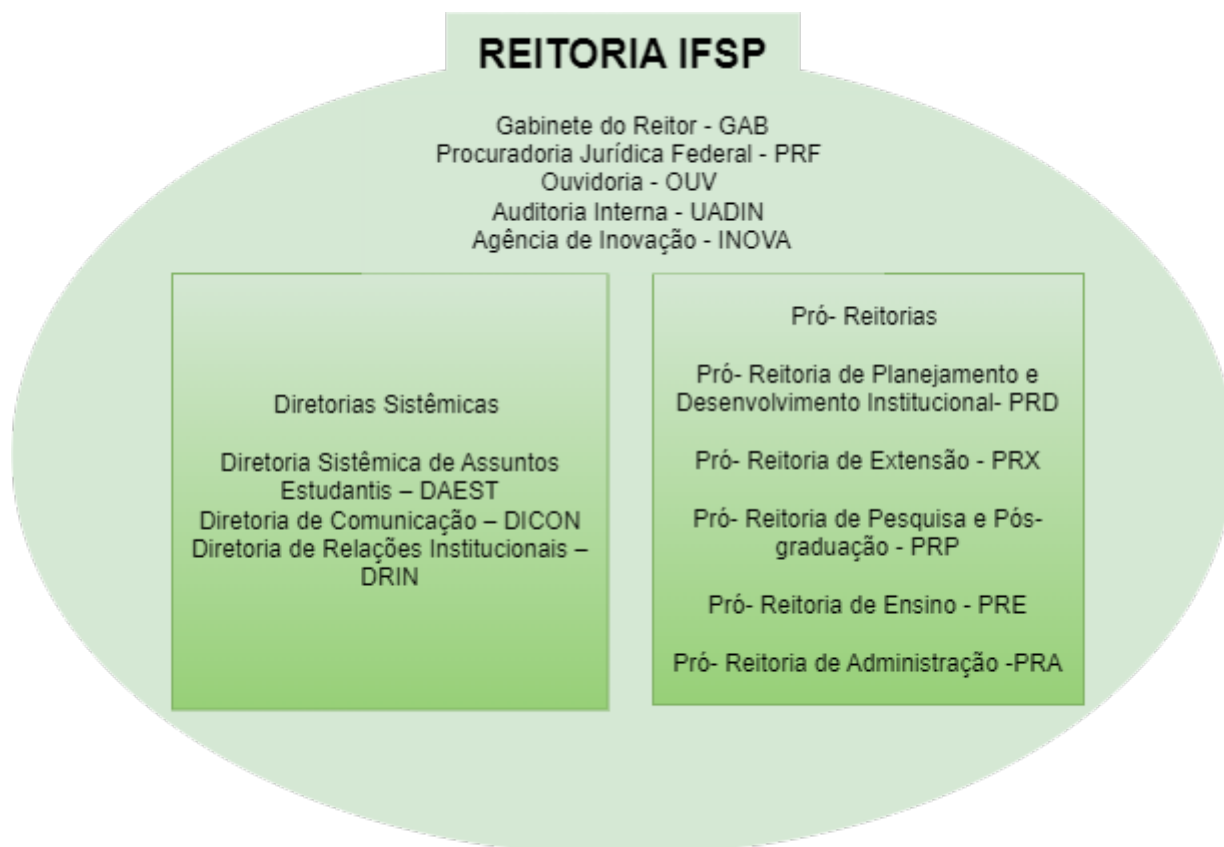 REITORIA IFSP
Gabinete do Reitor - GAB
Procuradoria Jurídica Federal - PRF
Ouvidoria - OUV
Auditoria Interna - UADIN
Agência de Inovação - INOVA
Diretorias Sistêmicas
Diretoria Sistêmica de Assuntos
Estudantis – DAEST
Diretoria de Comunicação – DICON
Diretoria de Relações Institucionais –
DRIN
Pró- Reitorias
Pró- Reitoria de Planejamento e
Desenvolvimento Institucional- PRD
Pró- Reitoria de Extensão - PRX
Pró- Reitoria de Pesquisa e Pós-
graduação - PRP
Pró- Reitoria de Ensino - PRE
Pró- Reitoria de Administração -PRA